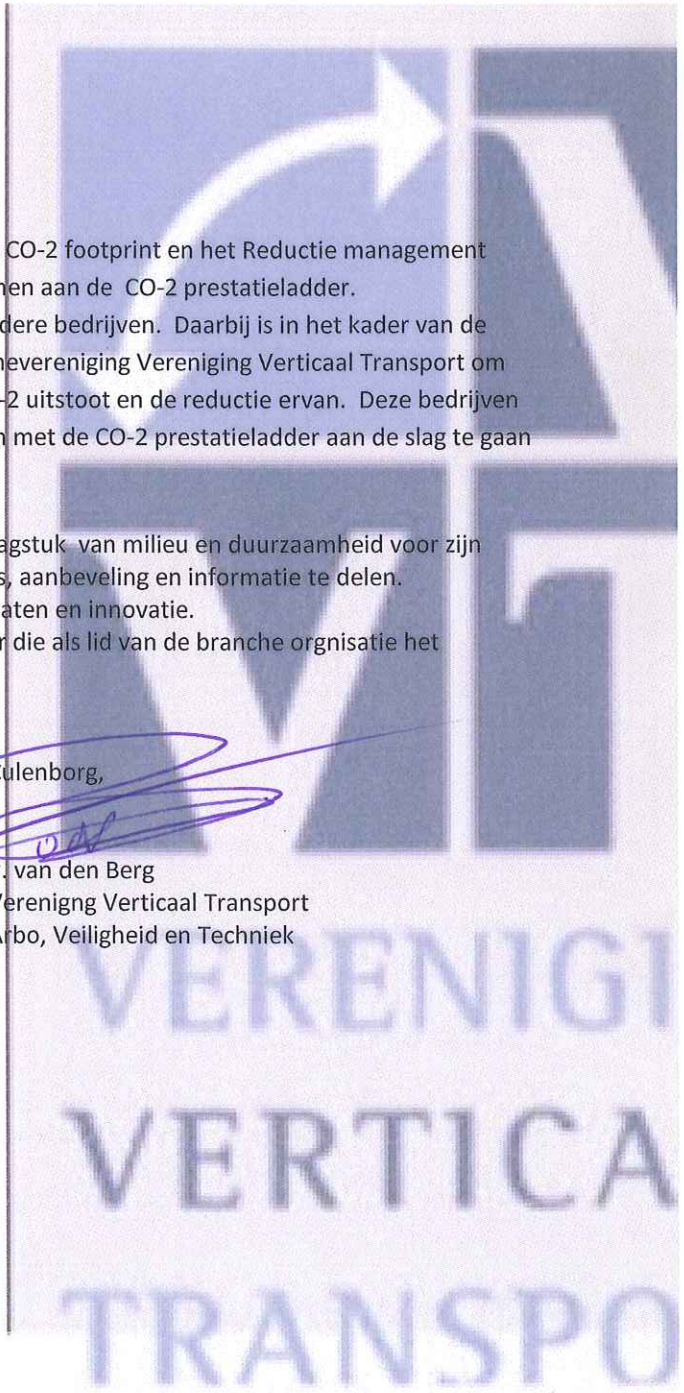 CO-2 footprint en het Reductie management
en aan de CO-2 prestatieladder.
dere bedrijven. Daarbij is in het kader van de
nevereniging Vereniging Verticaal Transport om
-2 uitstoot en de reductie ervan. Deze bedrijven
n met de CO-2 prestatieladder aan de slag te gaan
agstuk van milieu en duurzaamheid voor zijn
s, aanbeveling en informatie te delen.
aten en innovatie.
r die als lid van de branche orgnisatie het
Culenborg,
. van den Berg
Verenigng Verticaal Transport
Arbo, Veiligheid en Techniek
VERENIGI
VERTICA
TRANSPO